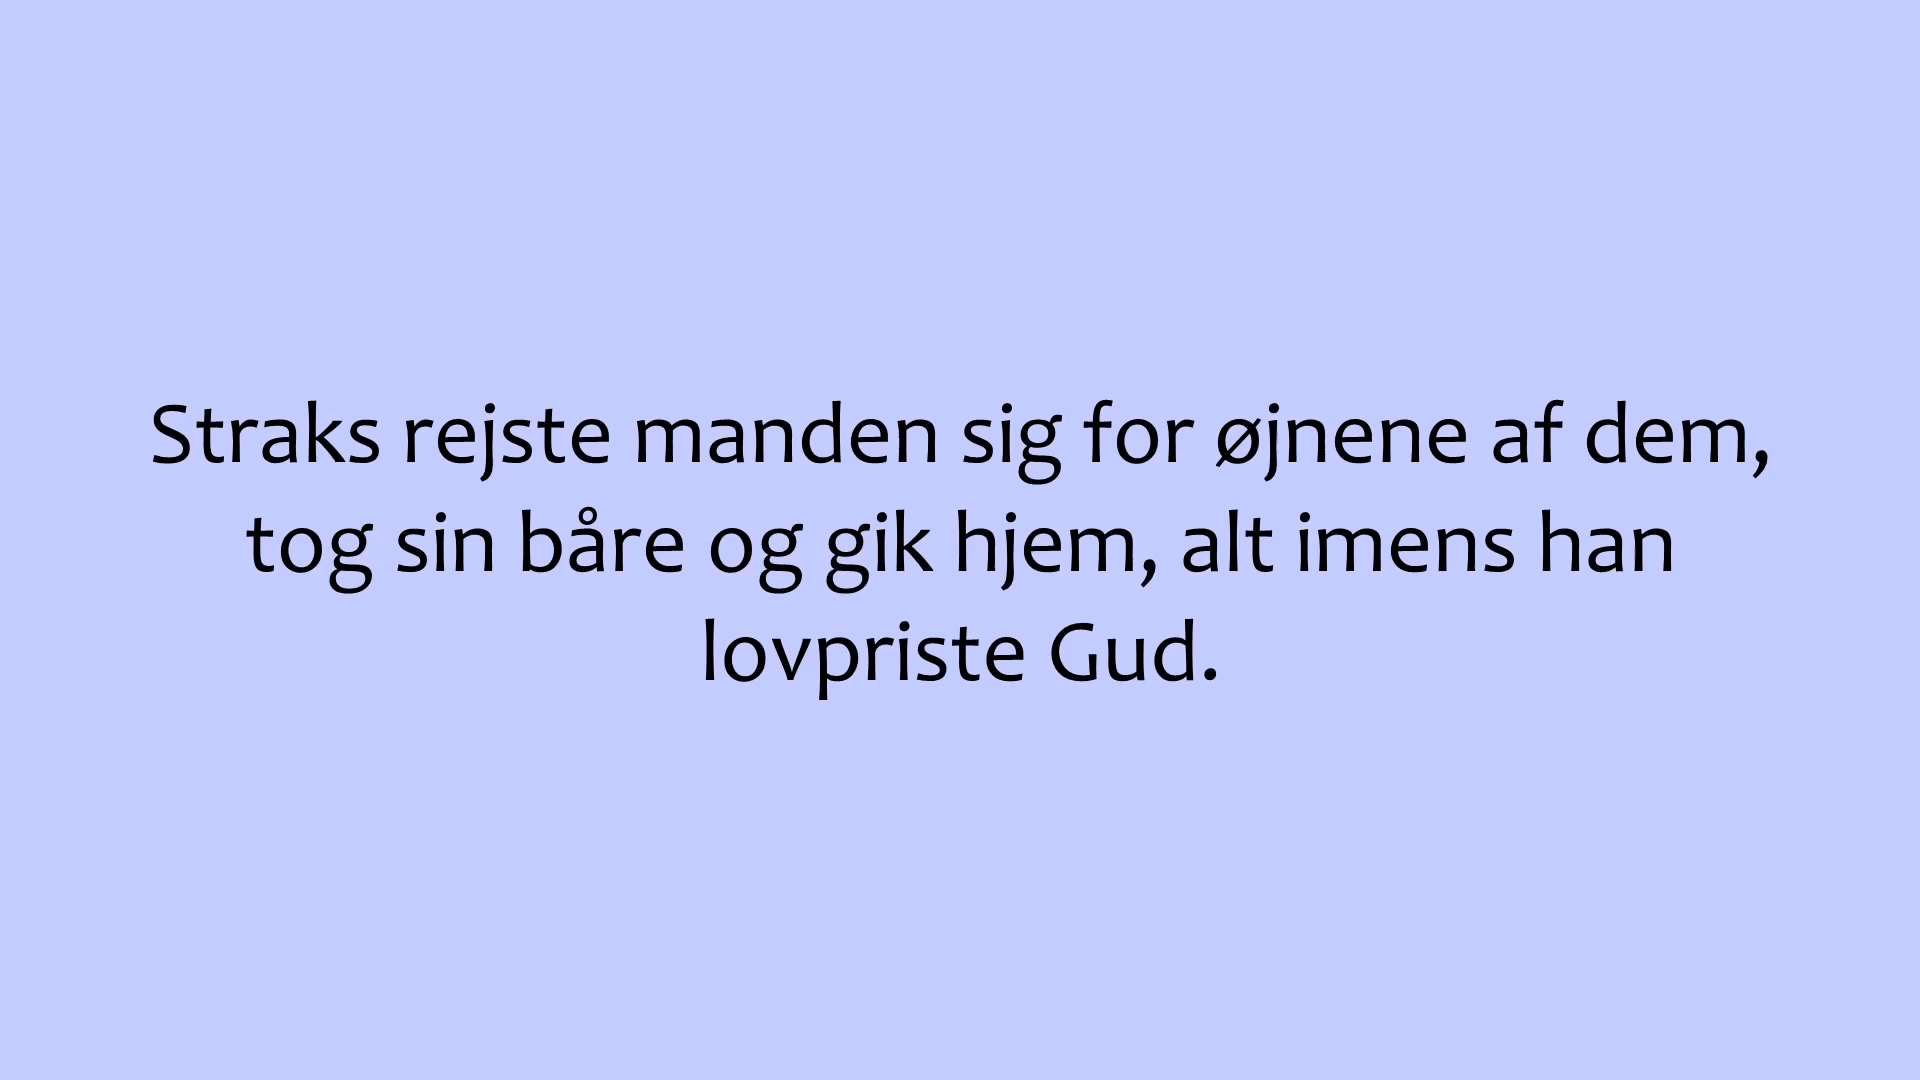 Straks rejste manden sig for øjnene af dem,
tog sin båre og gik hjem, alt imens han
lovpriste Gud.